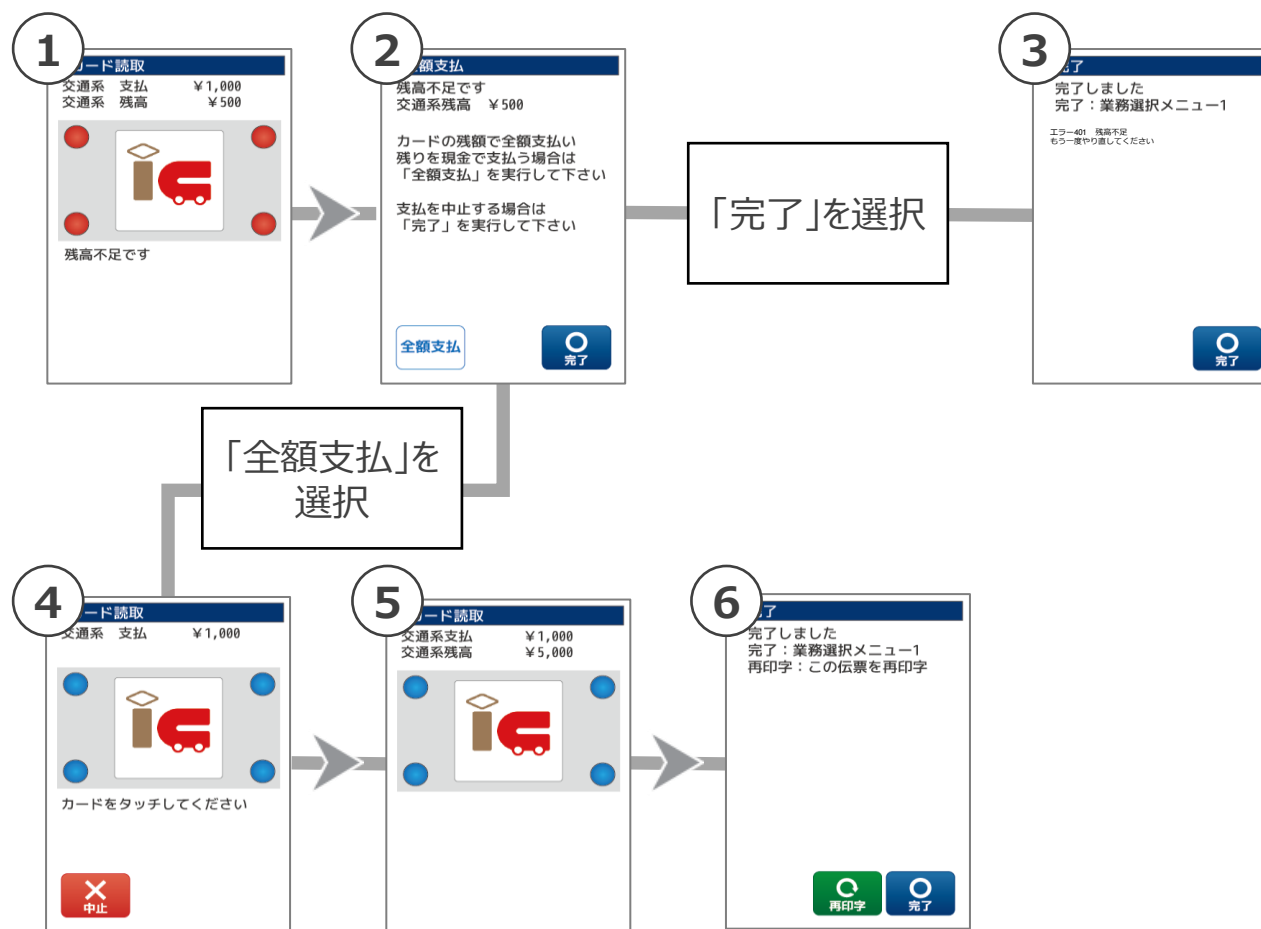 1
カード読取
交通系 支払 ¥1,000
交通系 残高 ¥500
残高不足です
2
全額支払
残高不足です
交通系残高 ¥500
カードの残額で全額支払い
残りを現金で支払う場合は
「全額支払」を実行して下さい
支払を中止する場合は
「完了」を実行して下さい
全額支払
完了
「完了」を選択
3
完了
完了しました
完了：業務選択メニュー1
エラー401 残高不足
もう一度やり直してください
完了
「全額支払」を
選択
4
カード読取
交通系 支払 ¥1,000
カードをタッチしてください
中止
5
カード読取
交通系支払 ¥1,000
交通系残高 ¥5,000
6
完了
完了しました
完了：業務選択メニュー1
再印字：この伝票を再印字
再印字
完了